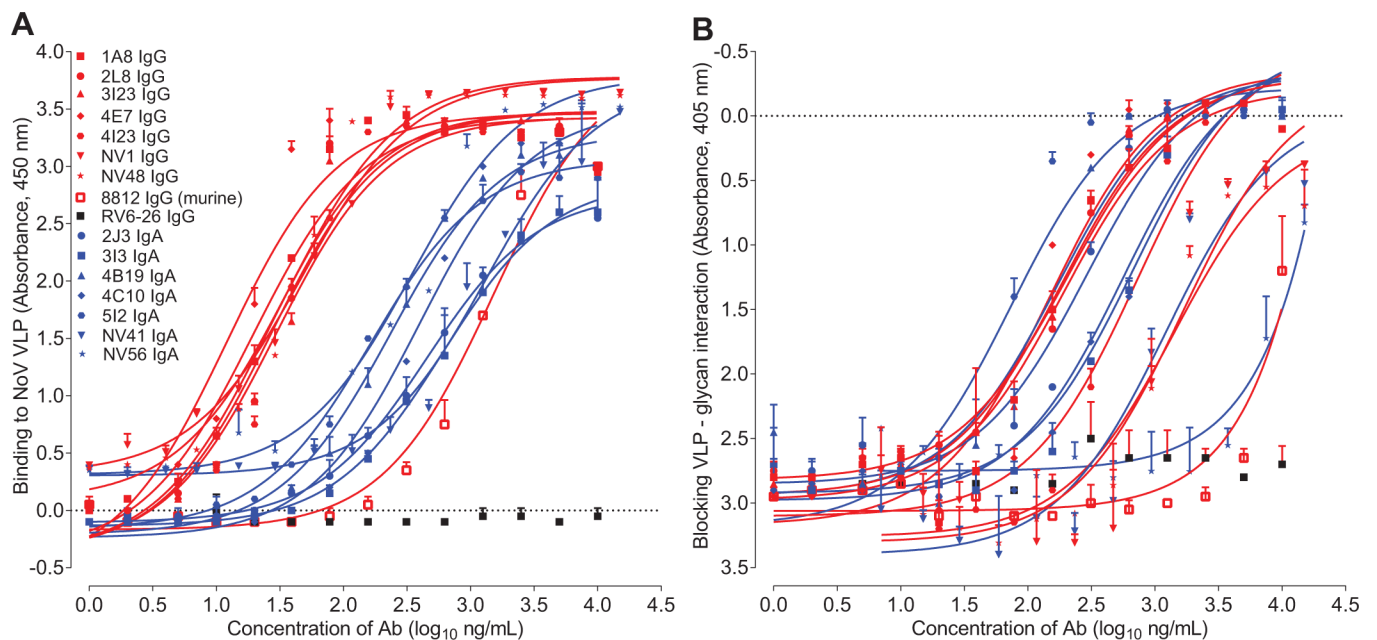 A
B
Binding to NoV VLP (Absorbance, 450 nm)
4.0
3.5
3.0
2.5
2.0
1.5
1.0
0.5
0.0
-0.5
1A8 IgG
2L8 IgG
3I23 IgG
4E7 IgG
4I23 IgG
NV1 IgG
NV48 IgG
8812 IgG (murine)
RV6-26 IgG
2J3 IgA
3I3 IgA
4B19 IgA
4C10 IgA
5I2 IgA
NV41 IgA
NV56 IgA
0.0 0.5 1.0 1.5 2.0 2.5 3.0 3.5 4.0 4.5
Concentration of Ab (log10 ng/mL)
Blocking VLP - glycan interaction (Absorbance, 405 nm)
-0.5
0.0
0.5
1.0
1.5
2.0
2.5
3.0
3.5
0.0 0.5 1.0 1.5 2.0 2.5 3.0 3.5 4.0 4.5
Concentration of Ab (log10 ng/mL)